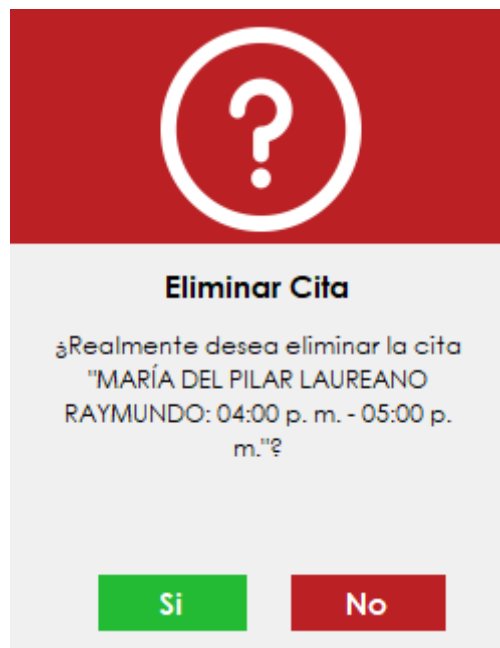 ?
Eliminar Cita
¿Realmente desea eliminar la cita
"MARÍA DEL PILAR LAUREANO
RAYMUNDO: 04:00 p. m. - 05:00 p.
m."?
Si
No